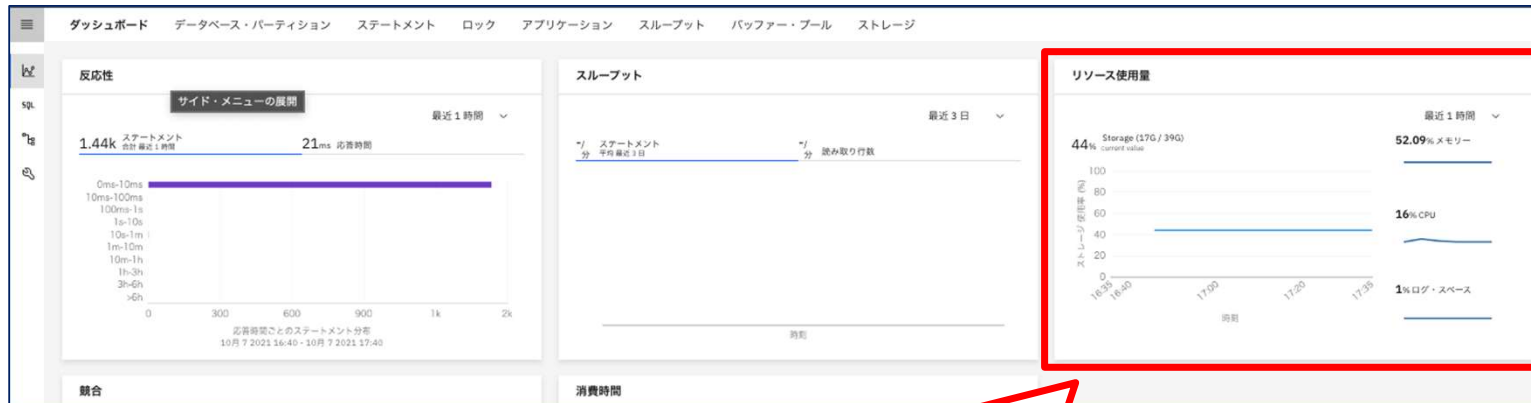 ダッシュボード データベース・パーティション ステートメント ロック アプリケーション スループット バッファー・プール ストレージ
SQL
反応性
サイド・メニューの展開
最近 1 時間
1.44k ステートメント 合計 最近 1 時間
21ms 応答時間
0ms-10ms
10ms-100ms
100ms-1s
1s-10s
10s-1m
1m-10m
10m-1h
1h-3h
3h-6h
>6h
0 300 600 900 1k 2k
応答時間ごとのステートメント分布
10月 7 2021 16:40 - 10月 7 2021 17:40
スループット
最近 3 日
-/分 ステートメント 平均 最近 3 日
-/分 読み取り行数
時刻
リソース使用量
最近 1 時間
44% Storage (17G / 39G) current value
ストレージ使用率 (%)
100
80
60
40
20
0
16:35 16:40 17:00 17:20 17:35
時刻
52.09% メモリー
16% CPU
1% ログ・スペース
競合
消費時間